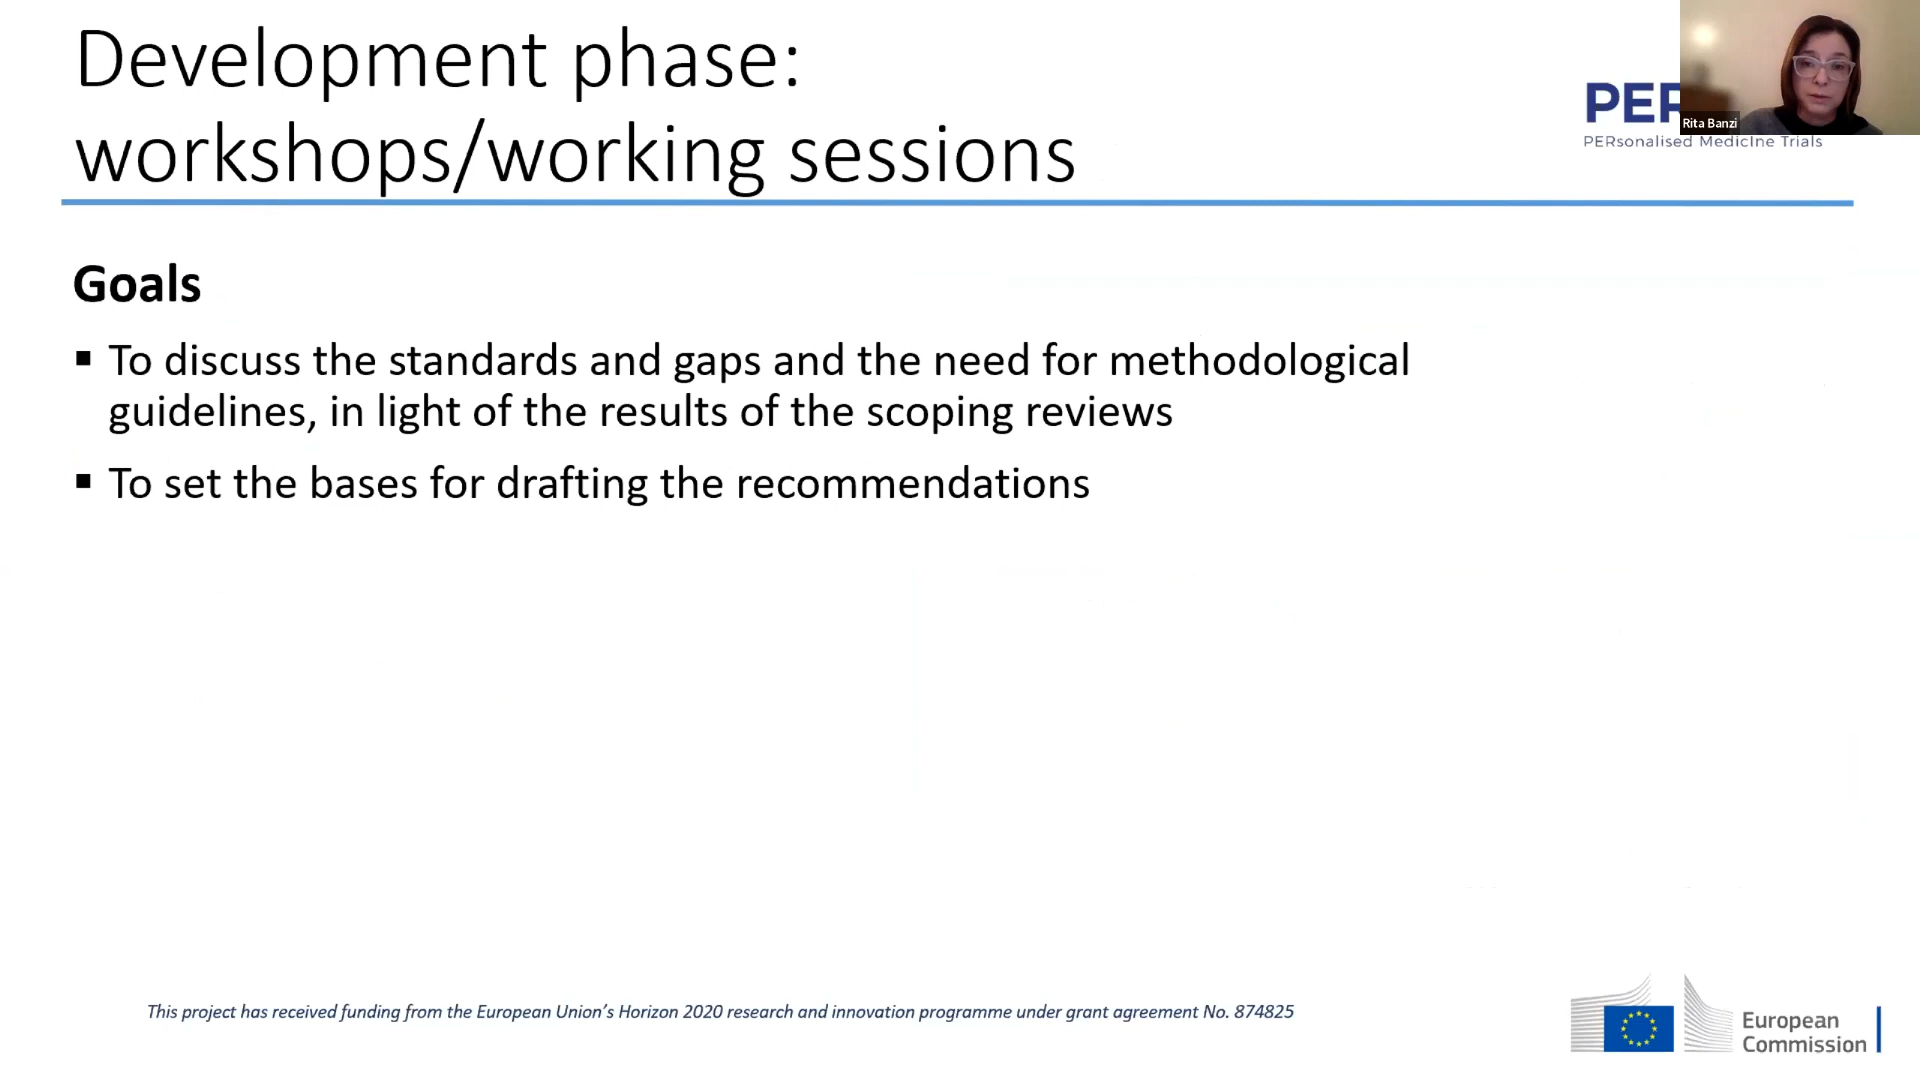 Development phase:
workshops/working sessions
PER
Rita Banzi
PERsonalised MedicIne Trials
Goals
▪ To discuss the standards and gaps and the need for methodological
guidelines, in light of the results of the scoping reviews
▪ To set the bases for drafting the recommendations
This project has received funding from the European Union’s Horizon 2020 research and innovation programme under grant agreement No. 874825
European
Commission